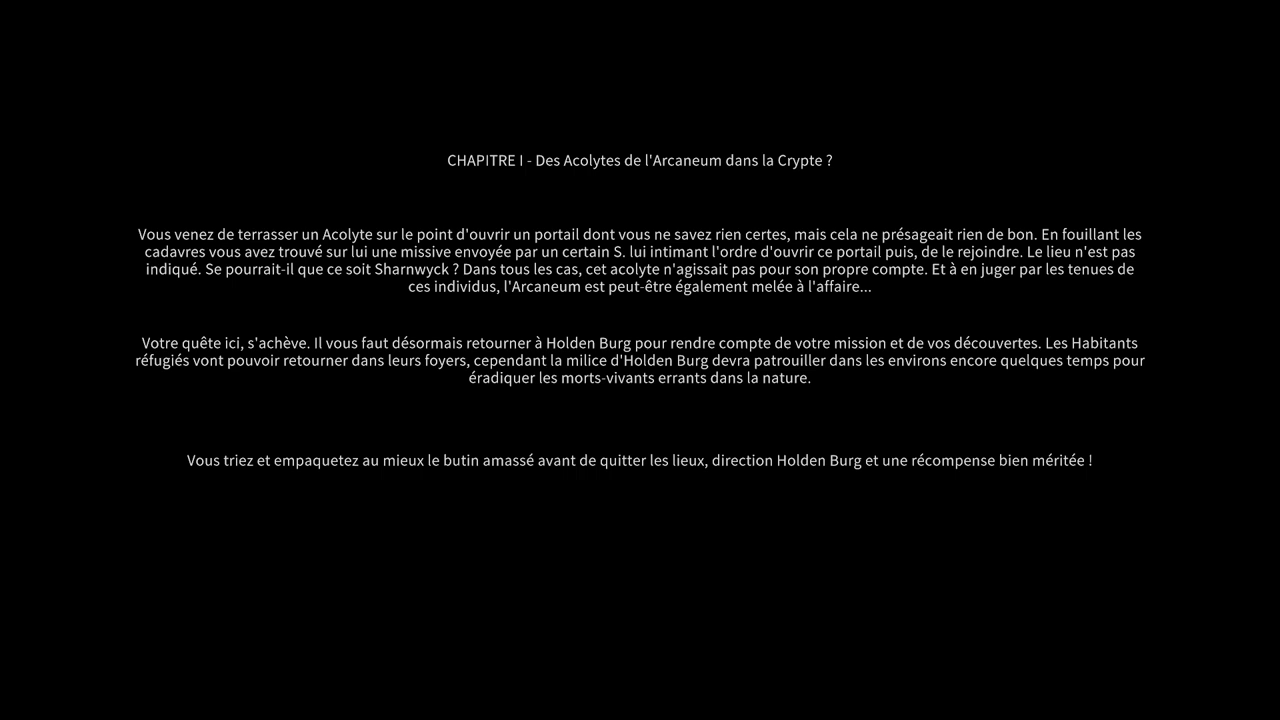 CHAPITRE I - Des Acolytes de l'Arcaneum dans la Crypte ?
Vous venez de terrasser un Acolyte sur le point d'ouvrir un portail dont vous ne savez rien certes, mais cela ne présageait rien de bon. En fouillant les
cadavres vous avez trouvé sur lui une missive envoyée par un certain S. lui intimant l'ordre d'ouvrir ce portail puis, de le rejoindre. Le lieu n'est pas
indiqué. Se pourrait-il que ce soit Sharnwyck ? Dans tous les cas, cet acolyte n'agissait pas pour son propre compte. Et à en juger par les tenues de
ces individus, l'Arcaneum est peut-être également melée à l'affaire...
Votre quête ici, s'achève. Il vous faut désormais retourner à Holden Burg pour rendre compte de votre mission et de vos découvertes. Les Habitants
réfugiés vont pouvoir retourner dans leurs foyers, cependant la milice d'Holden Burg devra patrouiller dans les environs encore quelques temps pour
éradiquer les morts-vivants errants dans la nature.
Vous triez et empaquetez au mieux le butin amassé avant de quitter les lieux, direction Holden Burg et une récompense bien méritée !